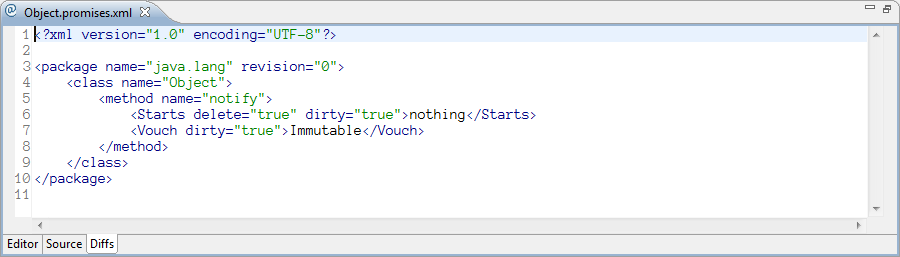 @ Object.promises.xml
1 <?xml version="1.0" encoding="UTF-8"?>
2
3 <package name="java.lang" revision="0">
4     <class name="Object">
5         <method name="notify">
6             <Starts delete="true" dirty="true">nothing</Starts>
7             <Vouch dirty="true">Immutable</Vouch>
8         </method>
9     </class>
10 </package>
11
Editor Source Diffs